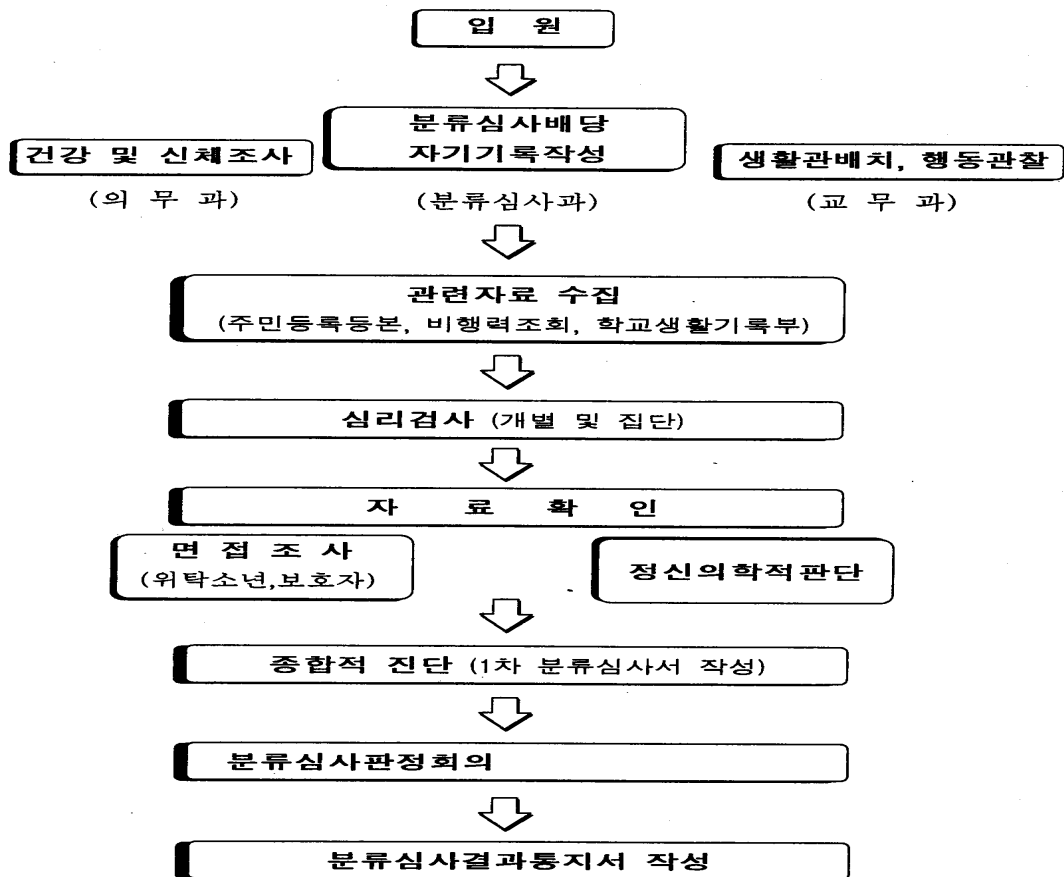 입 원
분류심사배당
자기기록작성
건강 및 신체조사
생활관배치, 행동관찰
(의 무 과)
(분류심사과)
(교 무 과)
관련자료 수집
(주민등록등본, 비행력조회, 학교생활기록부)
심리검사 (개별 및 집단)
자 료 확 인
면 접 조 사
(위탁소년,보호자)
정신의학적판단
종합적 진단 (1차 분류심사서 작성)
분류심사판정회의
분류심사결과통지서 작성